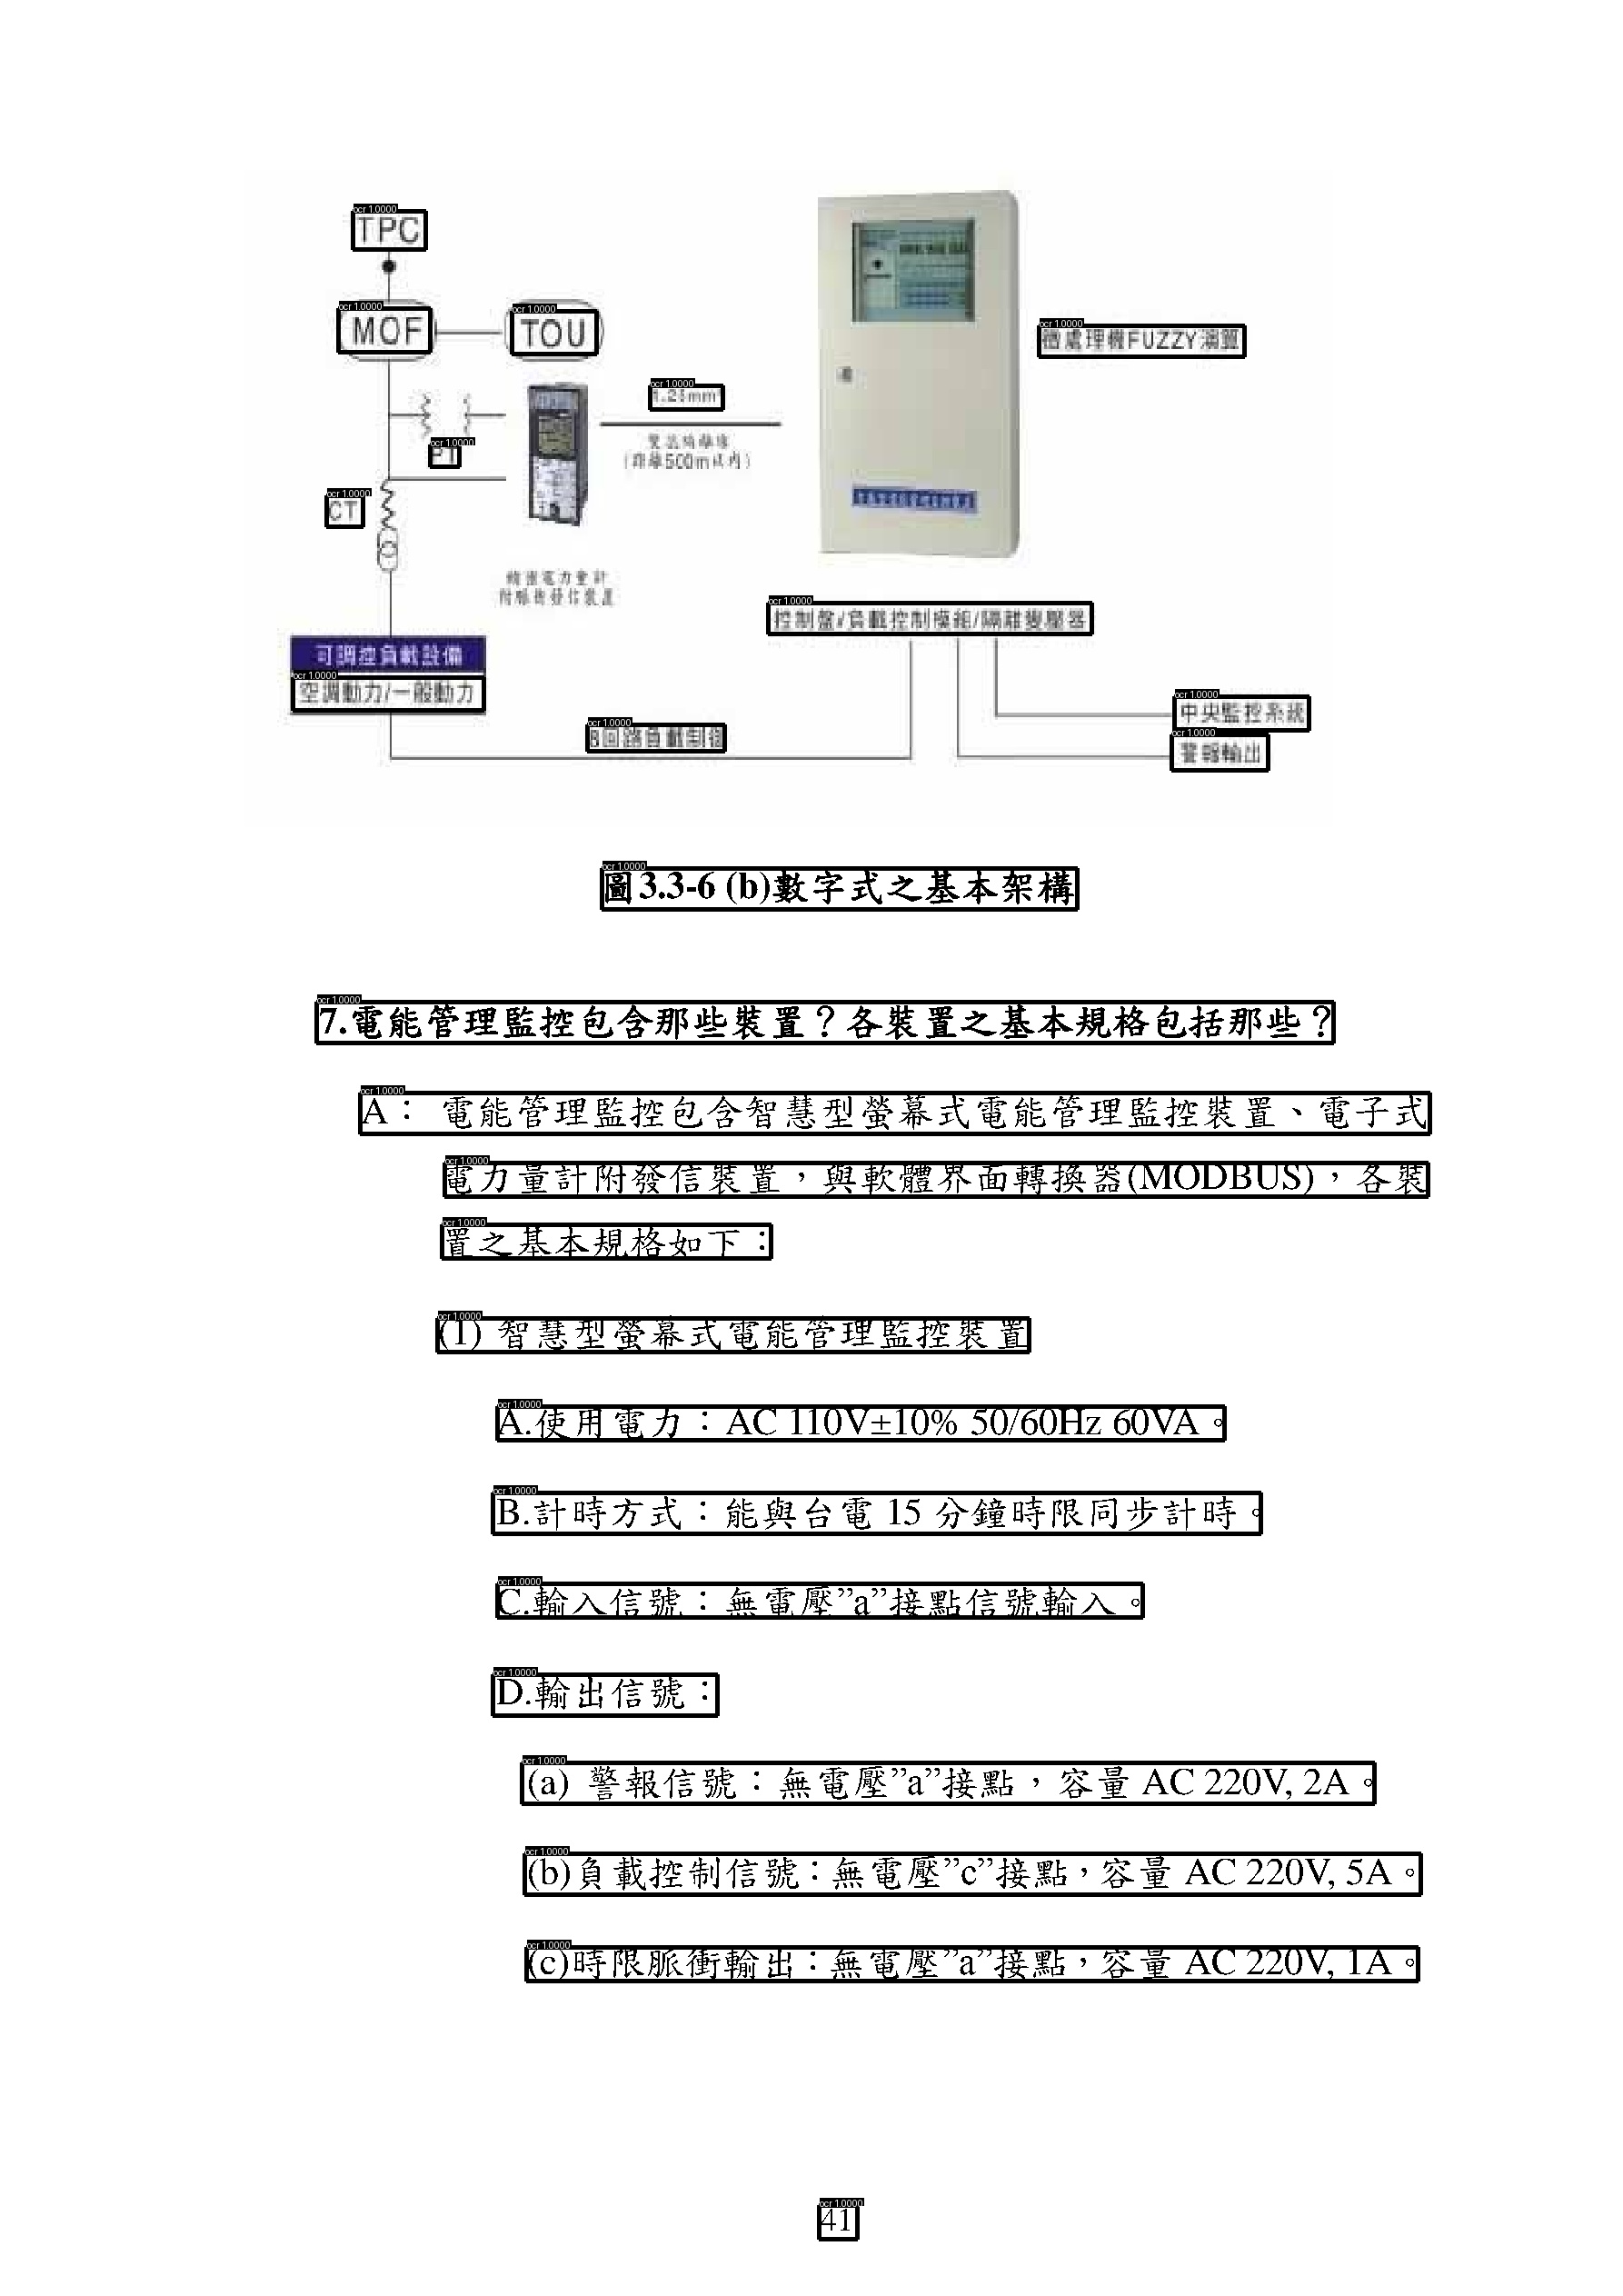 TPC
MOF
TOU
微處理機FUZZY演算
1.25mm²
雙蕊隔離線
(距離500m以內)
PT
CT
精密電力量計
附脈衝發信裝置
控制盤/負載控制模組/隔離變壓器
可調控負載設備
空調動力/一般動力
中央監控系統
8回路負載制御
警報輸出
圖3.3-6 (b)數字式之基本架構
7.電能管理監控包含那些裝置？各裝置之基本規格包括那些？
A： 電能管理監控包含智慧型螢幕式電能管理監控裝置、電子式
電力量計附發信裝置，與軟體界面轉換器(MODBUS)，各裝
置之基本規格如下：
(1) 智慧型螢幕式電能管理監控裝置
A.使用電力：AC 110V±10% 50/60Hz 60VA。
B.計時方式：能與台電 15 分鐘時限同步計時。
C.輸入信號：無電壓”a”接點信號輸入。
D.輸出信號：
(a) 警報信號：無電壓”a”接點，容量 AC 220V, 2A。
(b)負載控制信號：無電壓”c”接點，容量 AC 220V, 5A。
(c)時限脈衝輸出：無電壓”a”接點，容量 AC 220V, 1A。
41